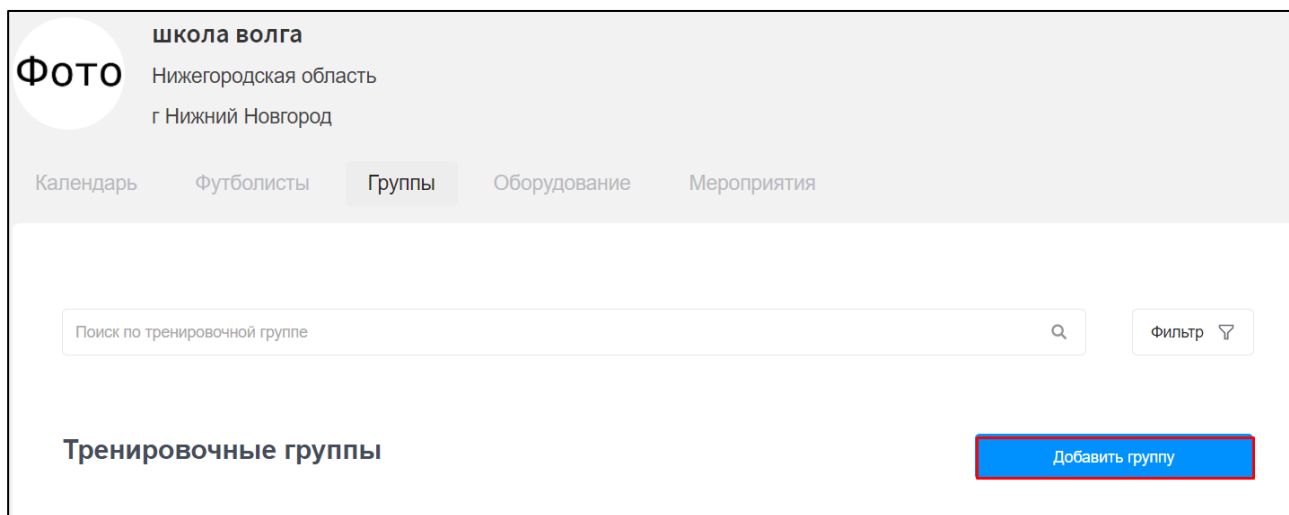 школа волга
Фото
Нижегородская область
г Нижний Новгород
Календарь Футболисты Группы Оборудование Мероприятия
Поиск по тренировочной группе
Фильтр
Тренировочные группы
Добавить группу